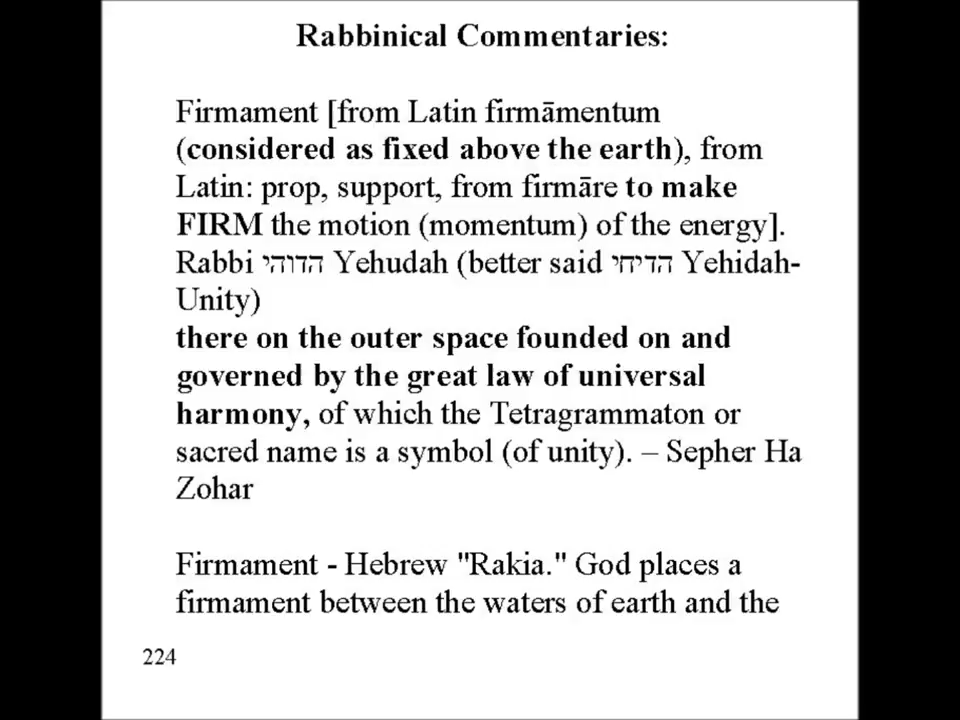 Rabbinical Commentaries:
Firmament [from Latin firmāmentum
(considered as fixed above the earth), from
Latin: prop, support, from firmāre to make
FIRM the motion (momentum) of the energy].
Rabbi הדוהי Yehudah (better said הדיחי Yehidah-
Unity)
there on the outer space founded on and
governed by the great law of universal
harmony, of which the Tetragrammaton or
sacred name is a symbol (of unity). – Sepher Ha
Zohar
Firmament - Hebrew "Rakia." God places a
firmament between the waters of earth and the
224